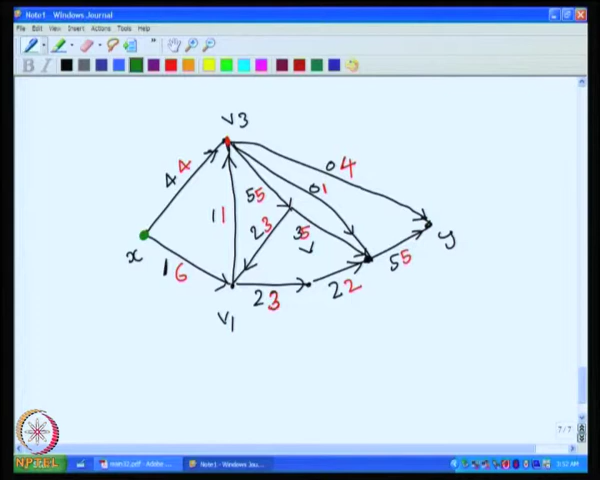 Note1 - Windows Journal
File Edit View Insert Actions Tools Help
B I
v3
4 4
0 4
0 1
5 5
1 1
2 3
3 5
x
y
1 6
5 5
2 3
2 2
v1
7/7
NPTEL
Note1 - Windows Jou...